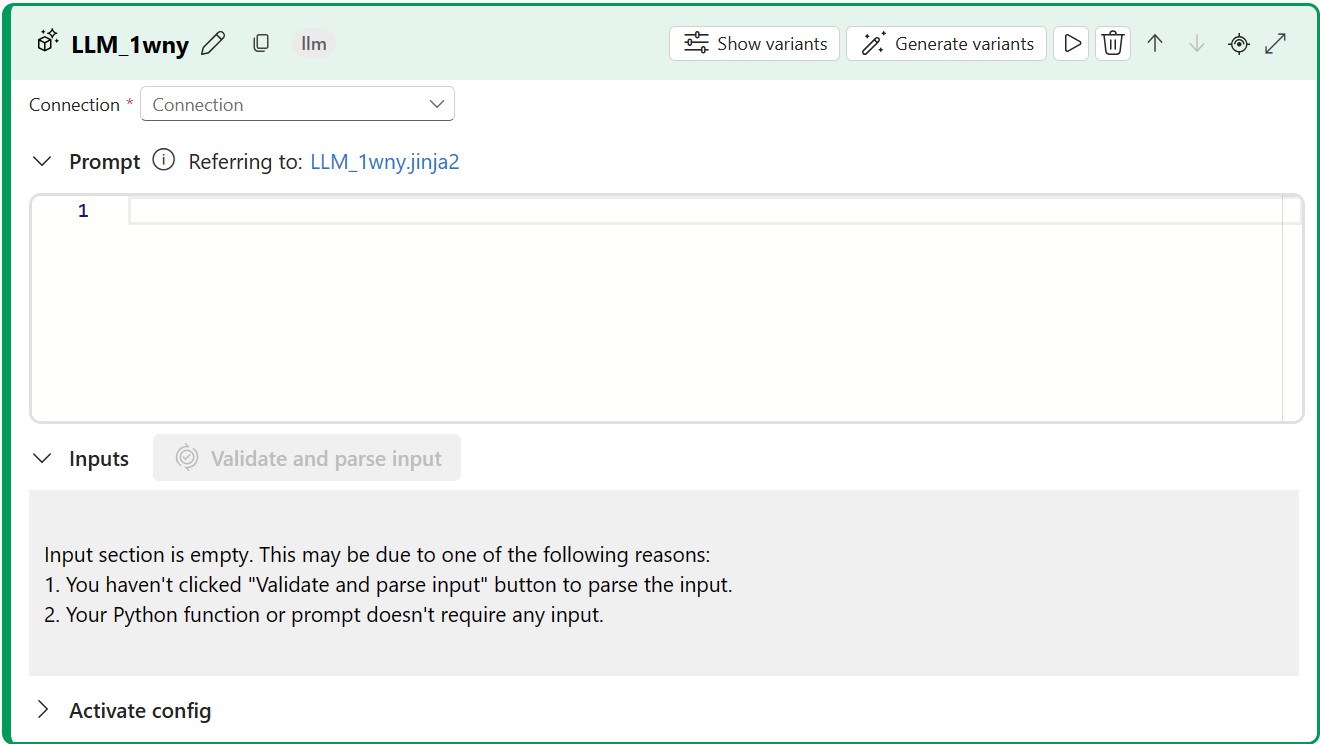 LLM_1wny llm Show variants Generate variants
Connection * Connection
Prompt Referring to: LLM_1wny.jinja2
1
Inputs Validate and parse input
Input section is empty. This may be due to one of the following reasons:
1. You haven't clicked "Validate and parse input" button to parse the input.
2. Your Python function or prompt doesn't require any input.
Activate config